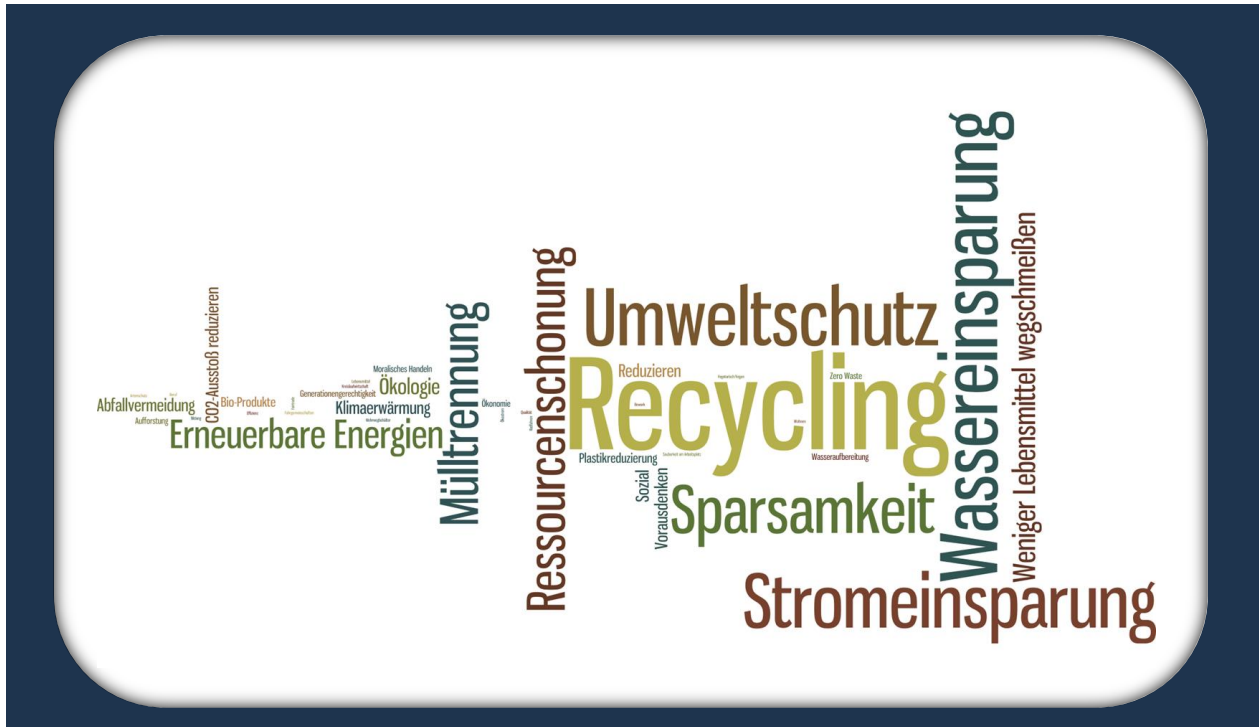 Abfallvermeidung
Aufforstung
CO2-Ausstoß reduzieren
Bio-Produkte
Effizienz
Erneuerbare Energien
Moralisches Handeln
Ökologie
Generationengerechtigkeit
Klimaerwärmung
Mülltrennung
Ökonomie
Ressourcenschonung
Umweltschutz
Reduzieren
Zero Waste
Recycling
Plastikreduzierung
Wasseraufbereitung
Sozial
Vorausdenken
Sparsamkeit
Wassereinsparung
Weniger Lebensmittel wegschmeißen
Stromeinsparung